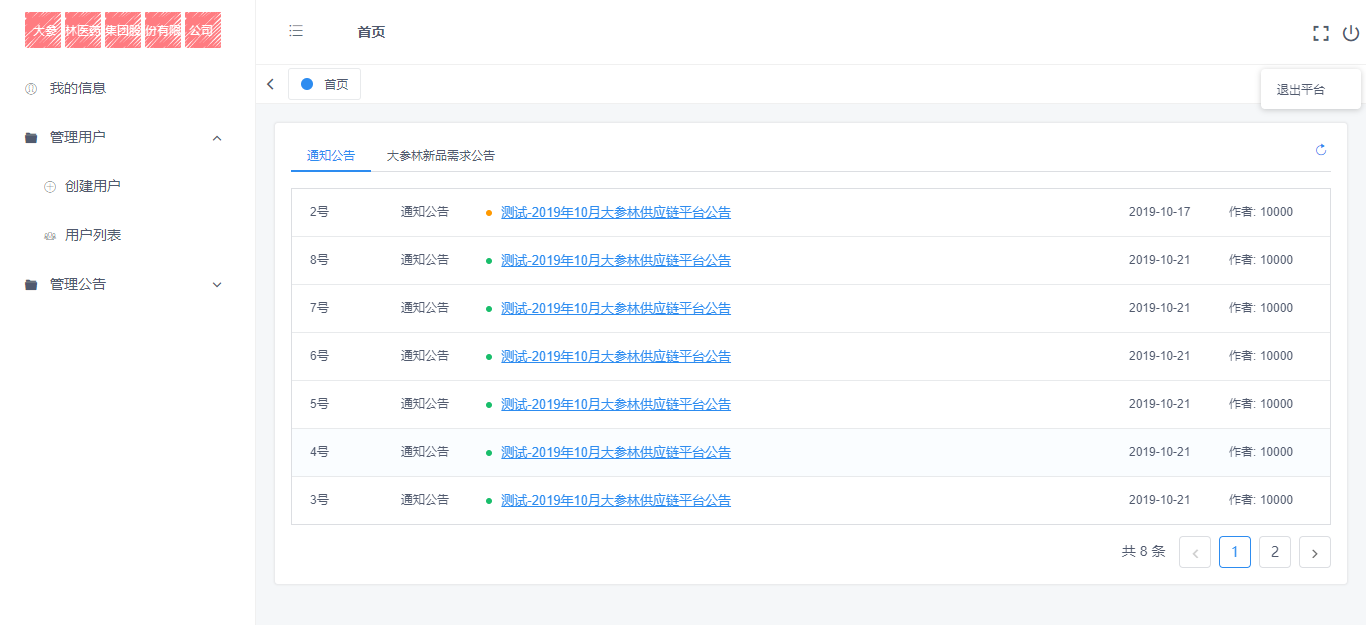 大参林医药集团股份有限公司
首页
我的信息
管理用户
创建用户
用户列表
管理公告
首页
退出平台
通知公告 大参林新品需求公告
2号 通知公告 测试-2019年10月大参林供应链平台公告 2019-10-17 作者: 10000
8号 通知公告 测试-2019年10月大参林供应链平台公告 2019-10-21 作者: 10000
7号 通知公告 测试-2019年10月大参林供应链平台公告 2019-10-21 作者: 10000
6号 通知公告 测试-2019年10月大参林供应链平台公告 2019-10-21 作者: 10000
5号 通知公告 测试-2019年10月大参林供应链平台公告 2019-10-21 作者: 10000
4号 通知公告 测试-2019年10月大参林供应链平台公告 2019-10-21 作者: 10000
3号 通知公告 测试-2019年10月大参林供应链平台公告 2019-10-21 作者: 10000
共 8 条 1 2